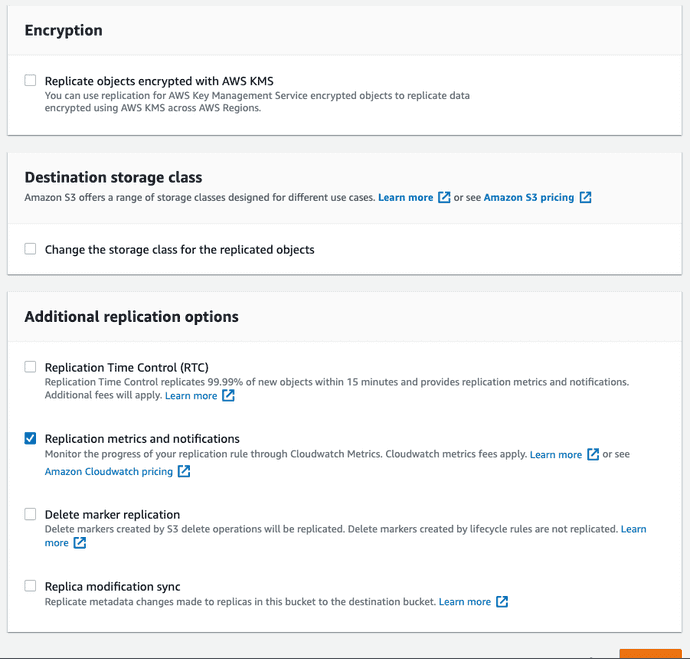 Encryption
Replicate objects encrypted with AWS KMS
You can use replication for AWS Key Management Service encrypted objects to replicate data
encrypted using AWS KMS across AWS Regions.
Destination storage class
Amazon S3 offers a range of storage classes designed for different use cases. Learn more or see Amazon S3 pricing
Change the storage class for the replicated objects
Additional replication options
Replication Time Control (RTC)
Replication Time Control replicates 99.99% of new objects within 15 minutes and provides replication metrics and notifications.
Additional fees will apply. Learn more
Replication metrics and notifications
Monitor the progress of your replication rule through Cloudwatch Metrics. Cloudwatch metrics fees apply. Learn more or see
Amazon Cloudwatch pricing
Delete marker replication
Delete markers created by S3 delete operations will be replicated. Delete markers created by lifecycle rules are not replicated. Learn
more
Replica modification sync
Replicate metadata changes made to replicas in this bucket to the destination bucket. Learn more